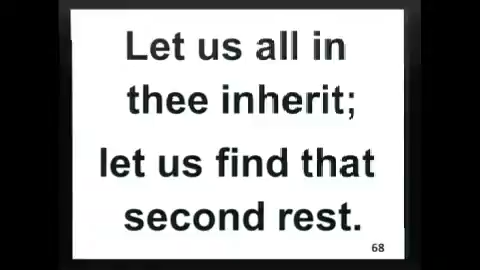 Let us all in
thee inherit;
let us find that
second rest.
68